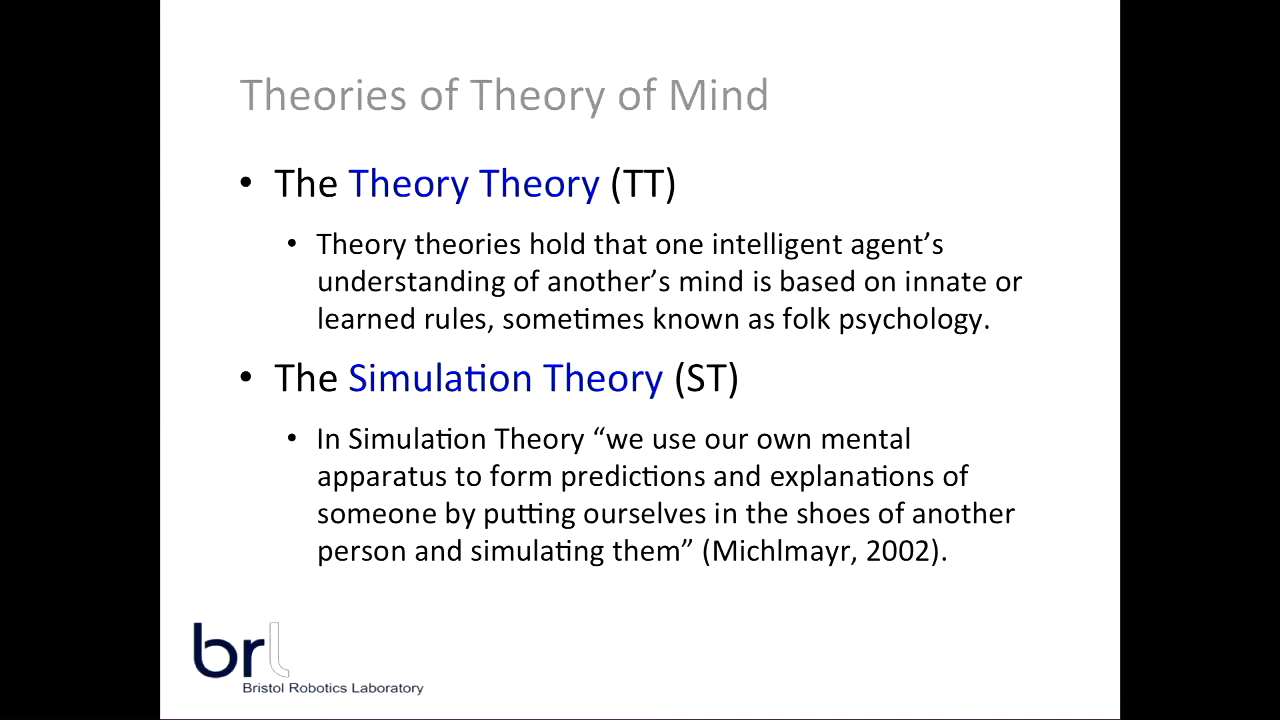 Theories of Theory of Mind
• The Theory Theory (TT)
• Theory theories hold that one intelligent agent’s
understanding of another’s mind is based on innate or
learned rules, sometimes known as folk psychology.
• The Simulation Theory (ST)
• In Simulation Theory “we use our own mental
apparatus to form predictions and explanations of
someone by putting ourselves in the shoes of another
person and simulating them” (Michlmayr, 2002).
brl
Bristol Robotics Laboratory